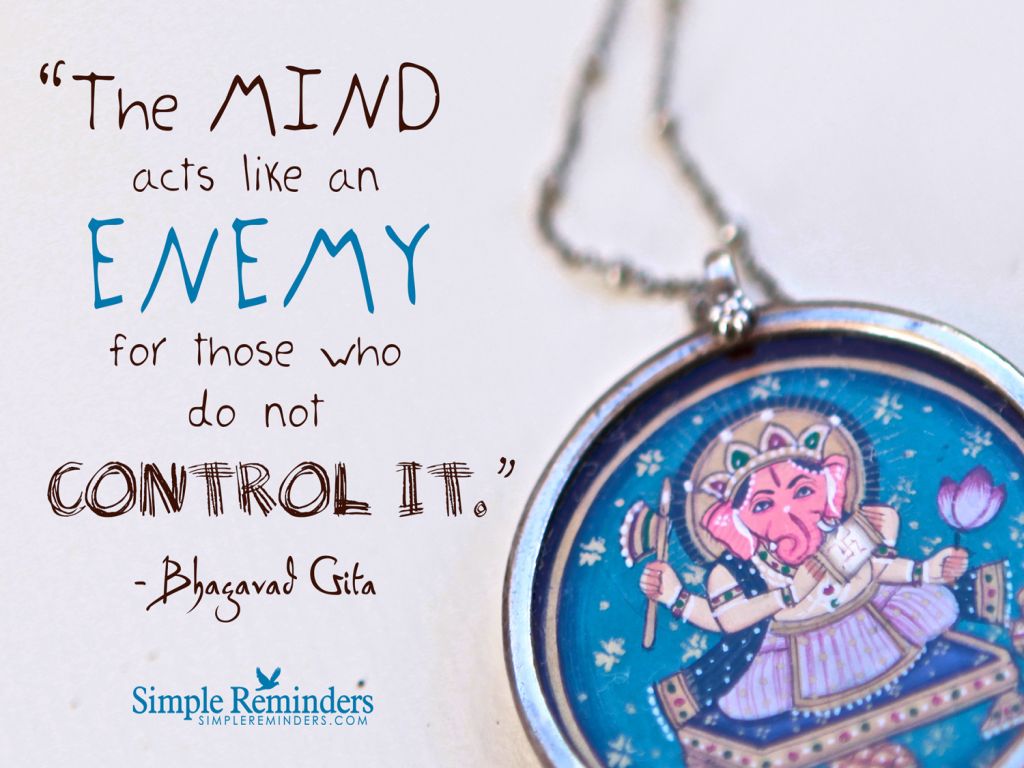 “The MIND
acts like an
ENEMY
for those who
do not
CONTROL IT.”
- Bhagavad Gita
Simple Reminders
SIMPLEREMINDERS.COM